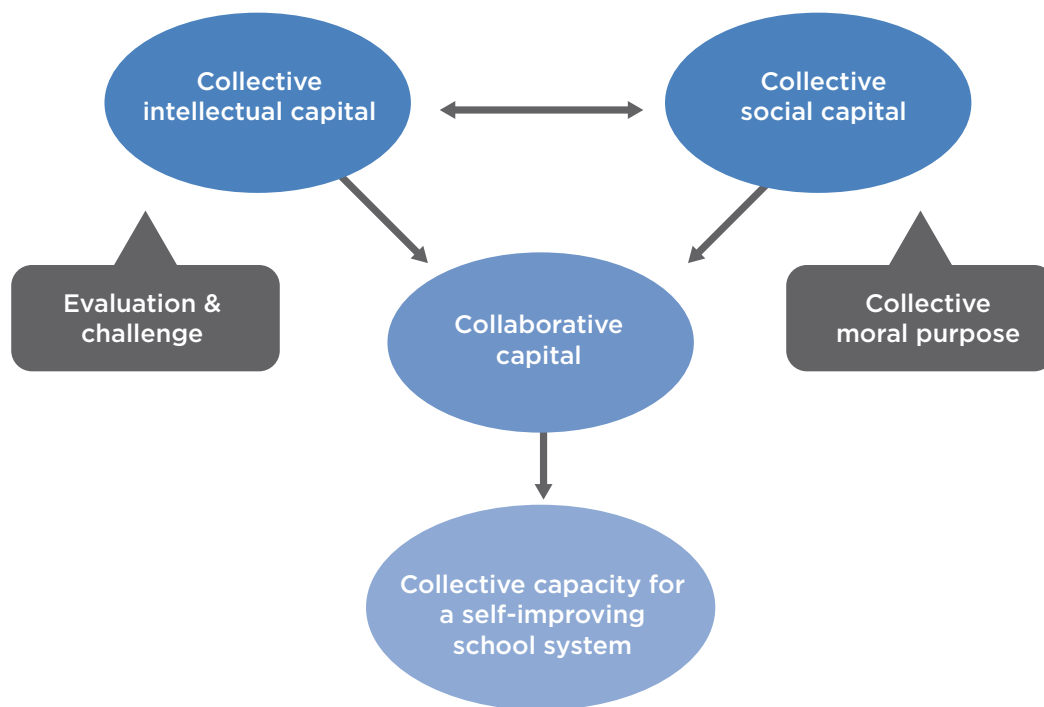 Collective
intellectual capital
Collective
social capital
Evaluation &
challenge
Collaborative
capital
Collective
moral purpose
Collective capacity for
a self-improving
school system